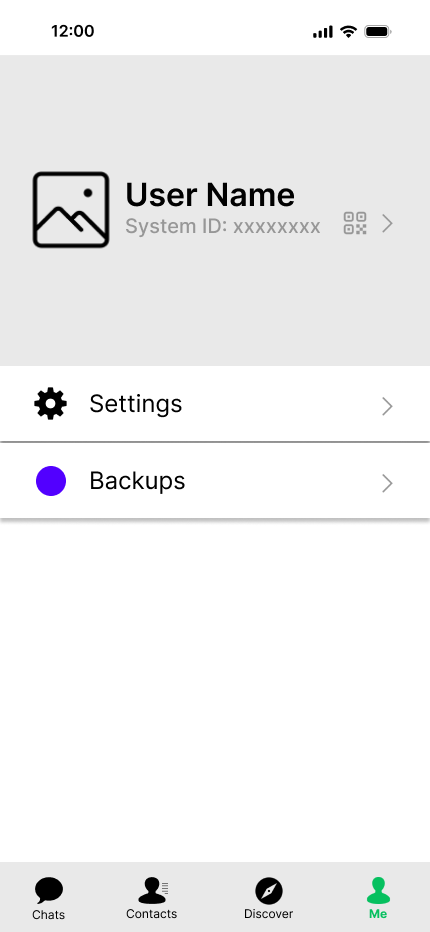 12:00
User Name
System ID: xxxxxxxx
Settings
Backups
Chats
Contacts
Discover
Me